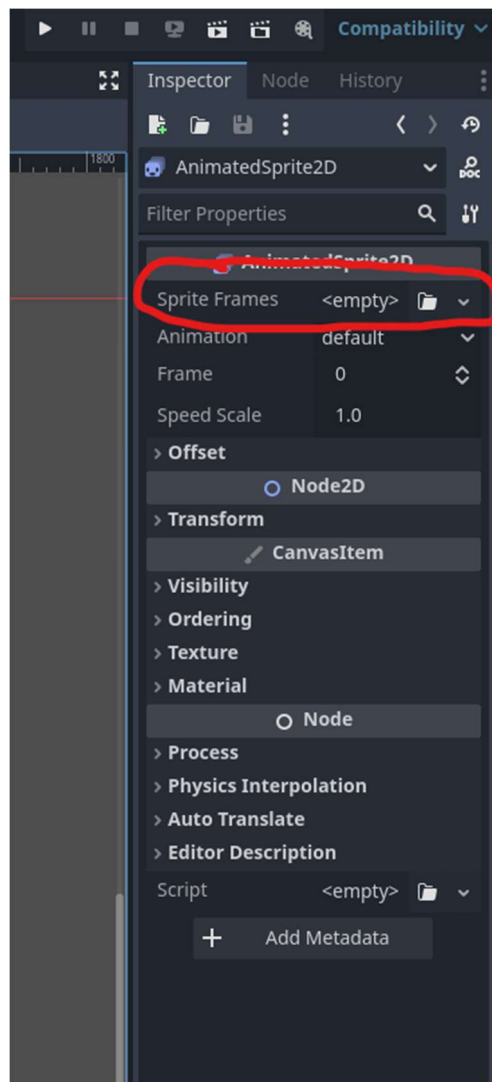 Compatibility
Inspector Node History
1800
AnimatedSprite2D
DOC
Filter Properties
AnimatedSprite2D
Sprite Frames <empty>
Animation default
Frame 0
Speed Scale 1.0
Offset
Node2D
Transform
CanvasItem
Visibility
Ordering
Texture
Material
Node
Process
Physics Interpolation
Auto Translate
Editor Description
Script <empty>
Add Metadata